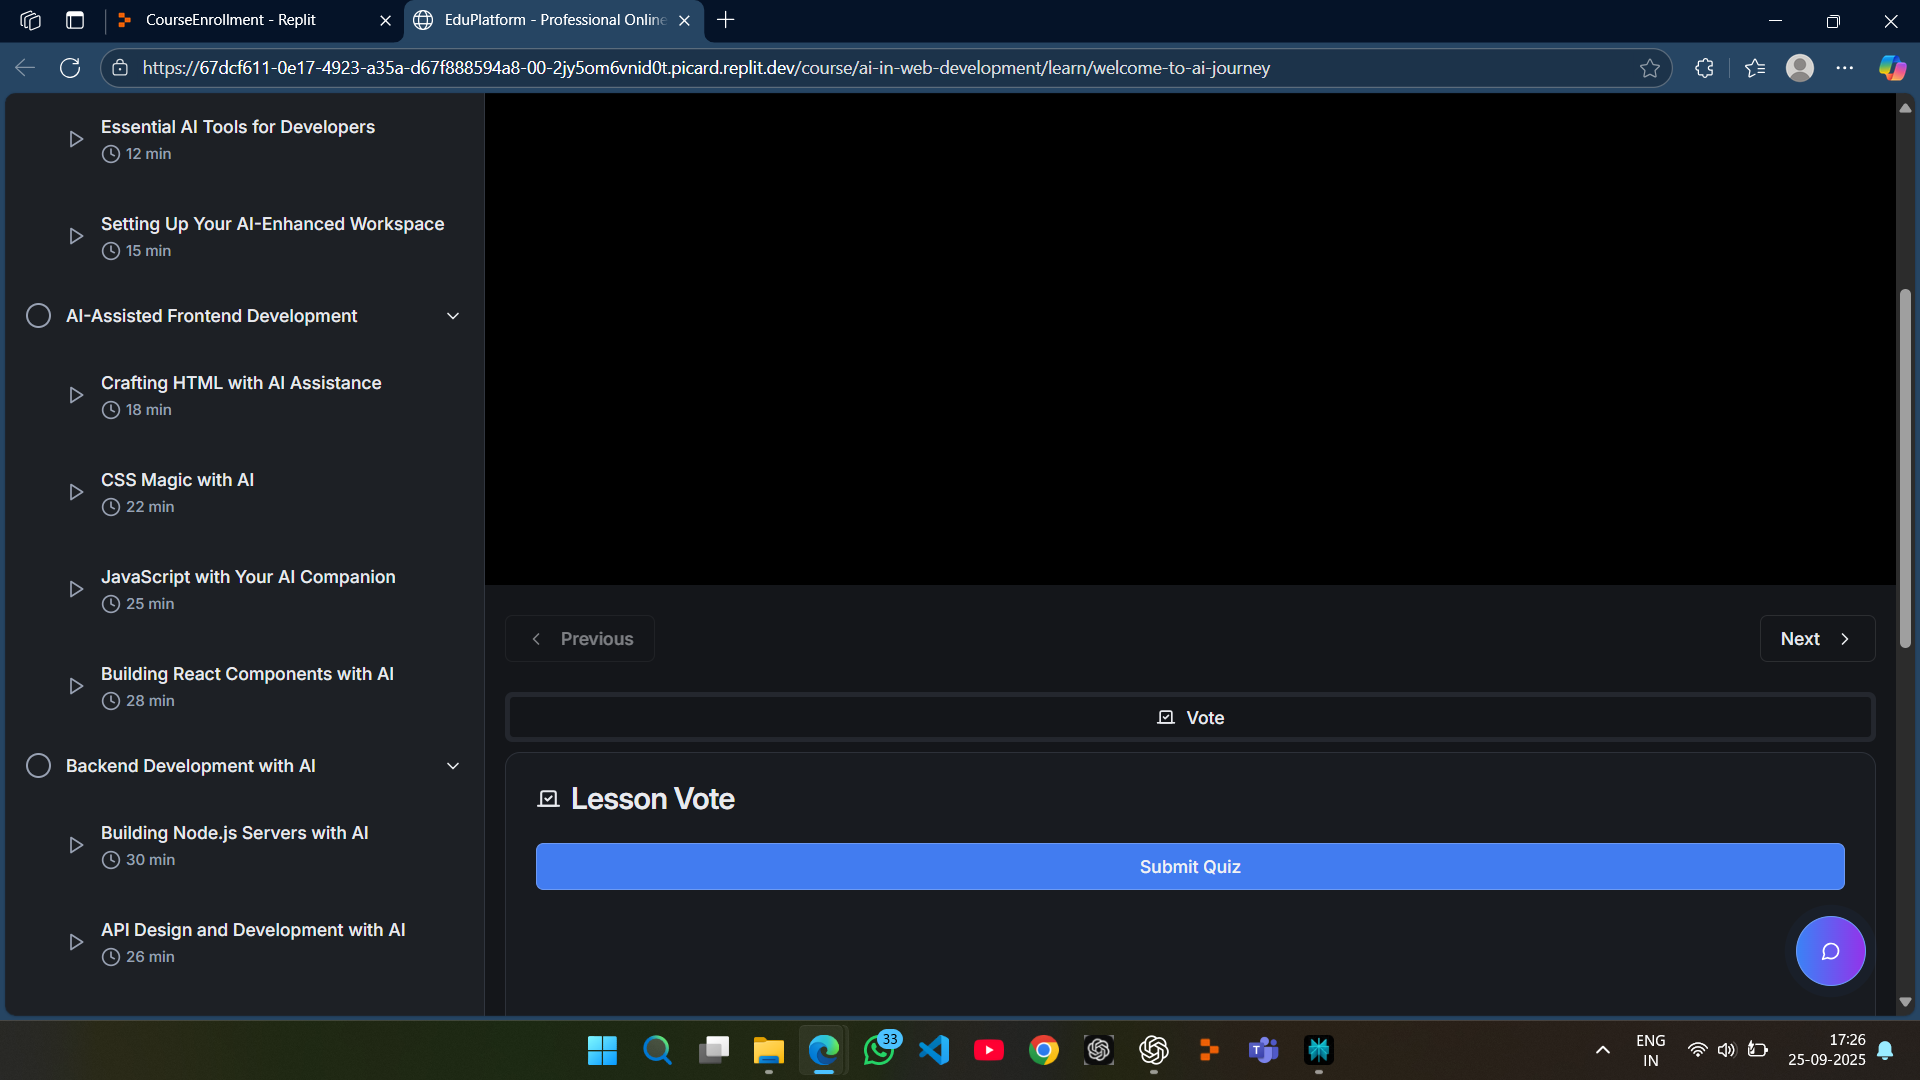 CourseEnrollment - Replit
EduPlatform - Professional Online
https://67dcf611-0e17-4923-a35a-d67f888594a8-00-2jy5om6vnid0t.picard.replit.dev/course/ai-in-web-development/learn/welcome-to-ai-journey
Essential AI Tools for Developers
12 min
Setting Up Your AI-Enhanced Workspace
15 min
AI-Assisted Frontend Development
Crafting HTML with AI Assistance
18 min
CSS Magic with AI
22 min
JavaScript with Your AI Companion
25 min
Building React Components with AI
28 min
Backend Development with AI
Building Node.js Servers with AI
30 min
API Design and Development with AI
26 min
Previous
Next
Vote
Lesson Vote
Submit Quiz
33
ENG
IN
17:26
25-09-2025